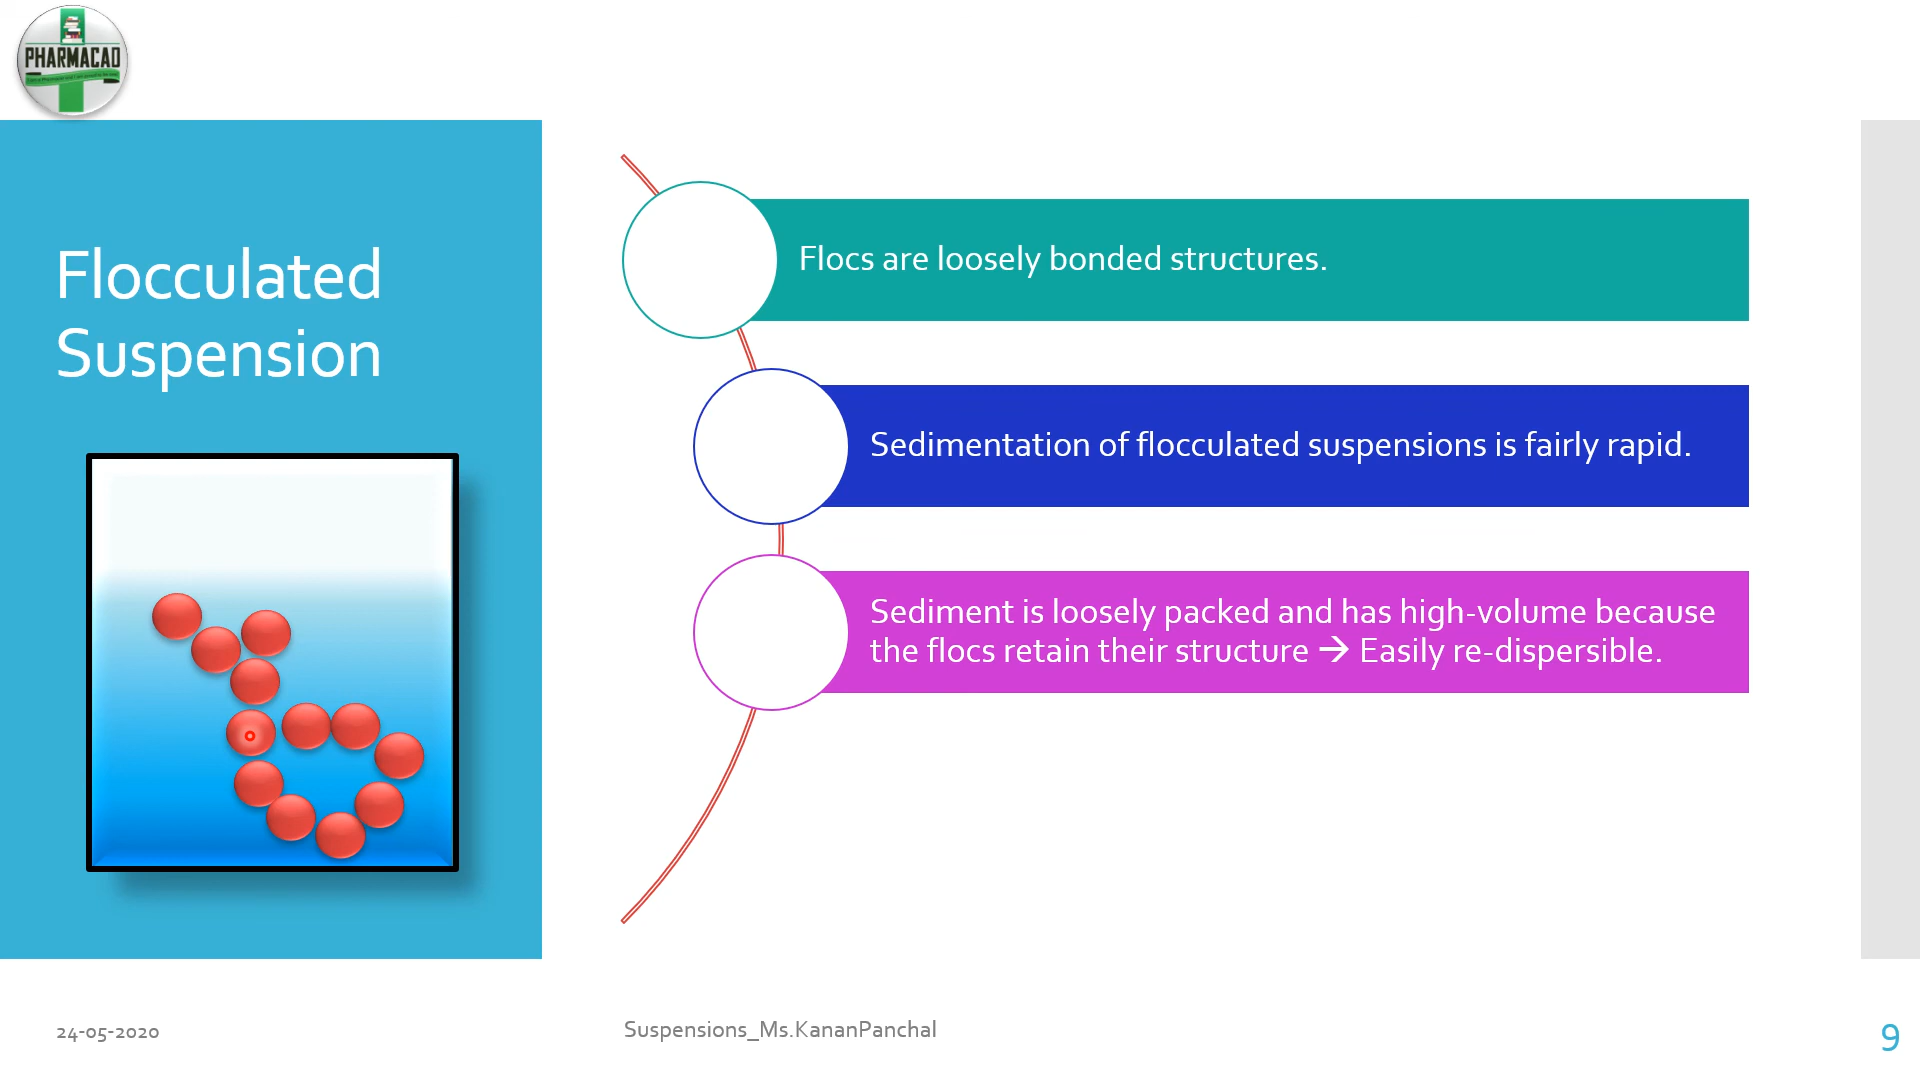 PHARMACAD
Flocculated
Suspension
Flocs are loosely bonded structures.
Sedimentation of flocculated suspensions is fairly rapid.
Sediment is loosely packed and has high-volume because
the flocs retain their structure → Easily re-dispersible.
24-05-2020
Suspensions_Ms.KananPanchal
9